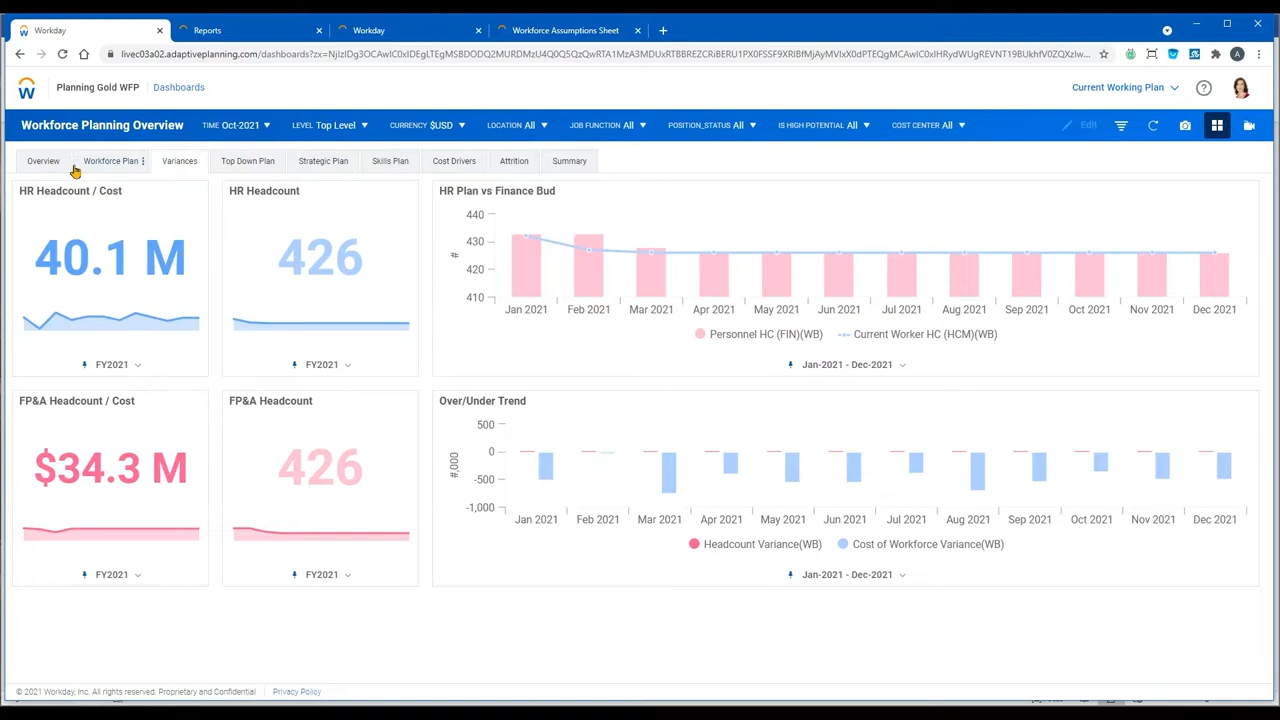 Workday
Reports
Workday
Workforce Assumptions Sheet
Planning Gold WFP
Dashboards
Current Working Plan
Workforce Planning Overview
TIME Oct-2021
LEVEL Top Level
CURRENCY $USD
LOCATION All
JOB FUNCTION All
POSITION_STATUS All
IS HIGH POTENTIAL All
COST CENTER All
Edit
Overview
Workforce Plan
Variances
Top Down Plan
Strategic Plan
Skills Plan
Cost Drivers
Attrition
Summary
HR Headcount / Cost
40.1 M
FY2021
HR Headcount
426
FY2021
HR Plan vs Finance Bud
440
430
420
410
#
Jan 2021 Feb 2021 Mar 2021 Apr 2021 May 2021 Jun 2021 Jul 2021 Aug 2021 Sep 2021 Oct 2021 Nov 2021 Dec 2021
Personnel HC (FIN)(WB) Current Worker HC (HCM)(WB)
Jan-2021 - Dec-2021
FP&A Headcount / Cost
$34.3 M
FY2021
FP&A Headcount
426
FY2021
Over/Under Trend
500
0
-500
-1,000
#,000
Jan 2021 Feb 2021 Mar 2021 Apr 2021 May 2021 Jun 2021 Jul 2021 Aug 2021 Sep 2021 Oct 2021 Nov 2021 Dec 2021
Headcount Variance(WB) Cost of Workforce Variance(WB)
Jan-2021 - Dec-2021
© 2021 Workday, Inc. All rights reserved. Proprietary and Confidential
Privacy Policy